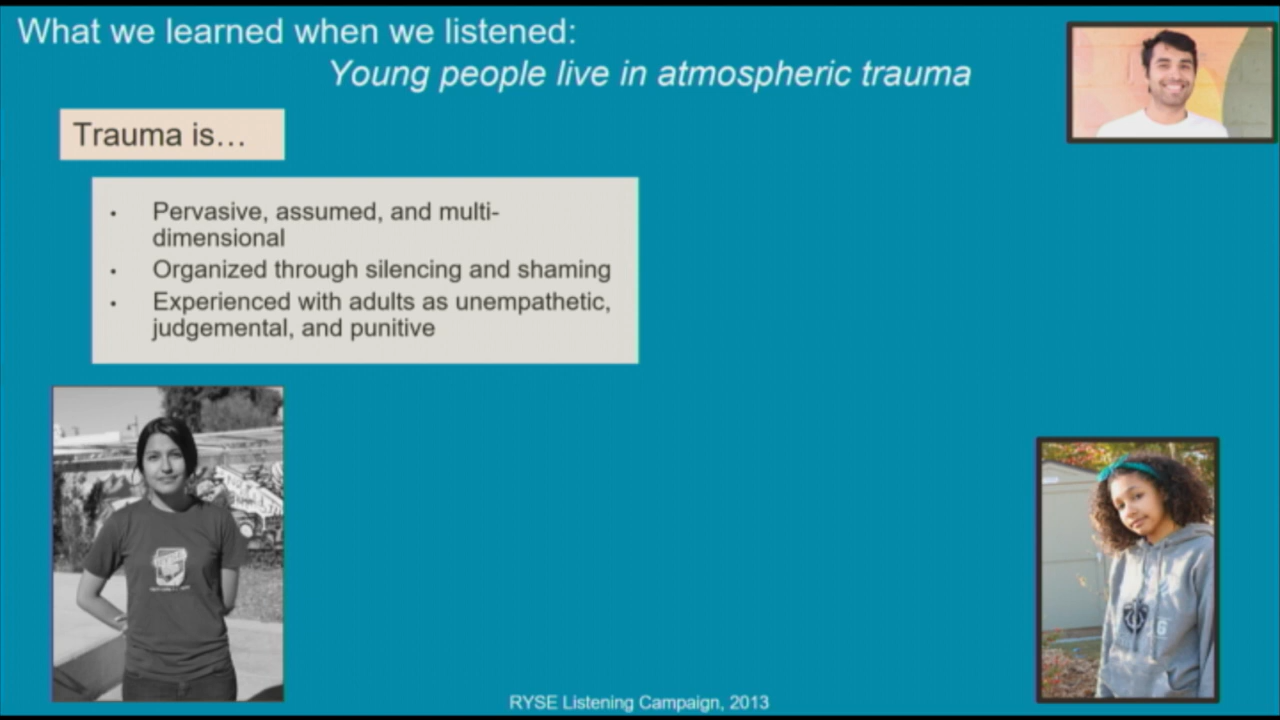 What we learned when we listened:
Young people live in atmospheric trauma
Trauma is…
• Pervasive, assumed, and multi-
dimensional
• Organized through silencing and shaming
• Experienced with adults as unempathetic,
judgemental, and punitive
RYSE Listening Campaign, 2013